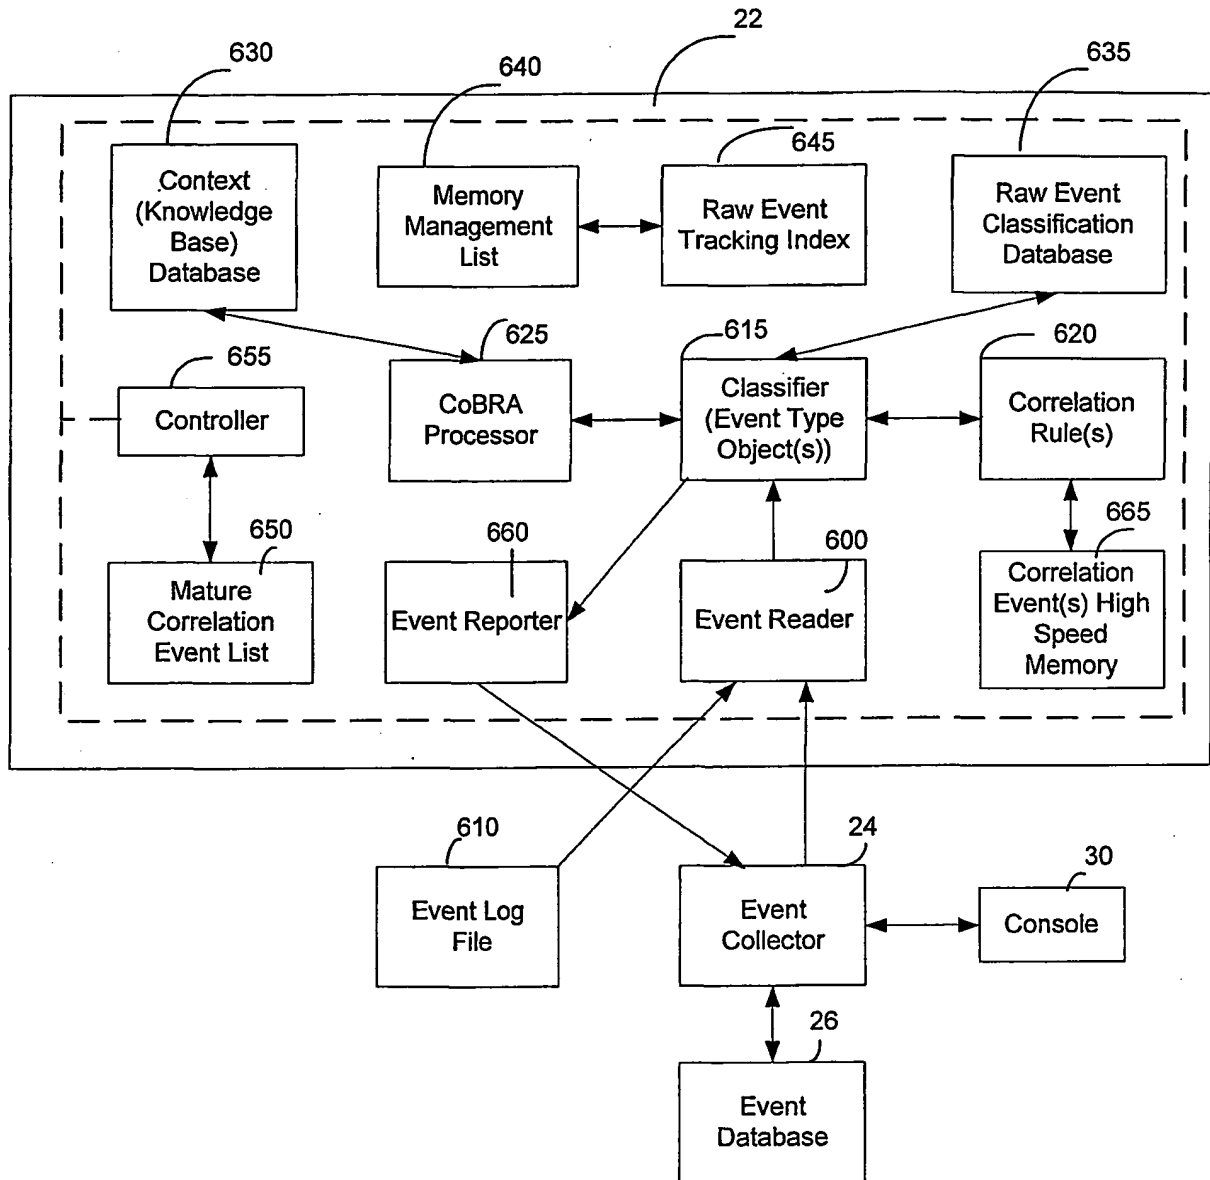 22
630
640
635
645
Context
(Knowledge
Base)
Database
Memory
Management
List
Raw Event
Tracking Index
Raw Event
Classification
Database
625
615
620
655
Controller
CoBRA
Processor
Classifier
(Event Type
Object(s))
Correlation
Rule(s)
650
660
600
665
Mature
Correlation
Event List
Event Reporter
Event Reader
Correlation
Event(s) High
Speed
Memory
610
24
30
Event Log
File
Event
Collector
Console
26
Event
Database